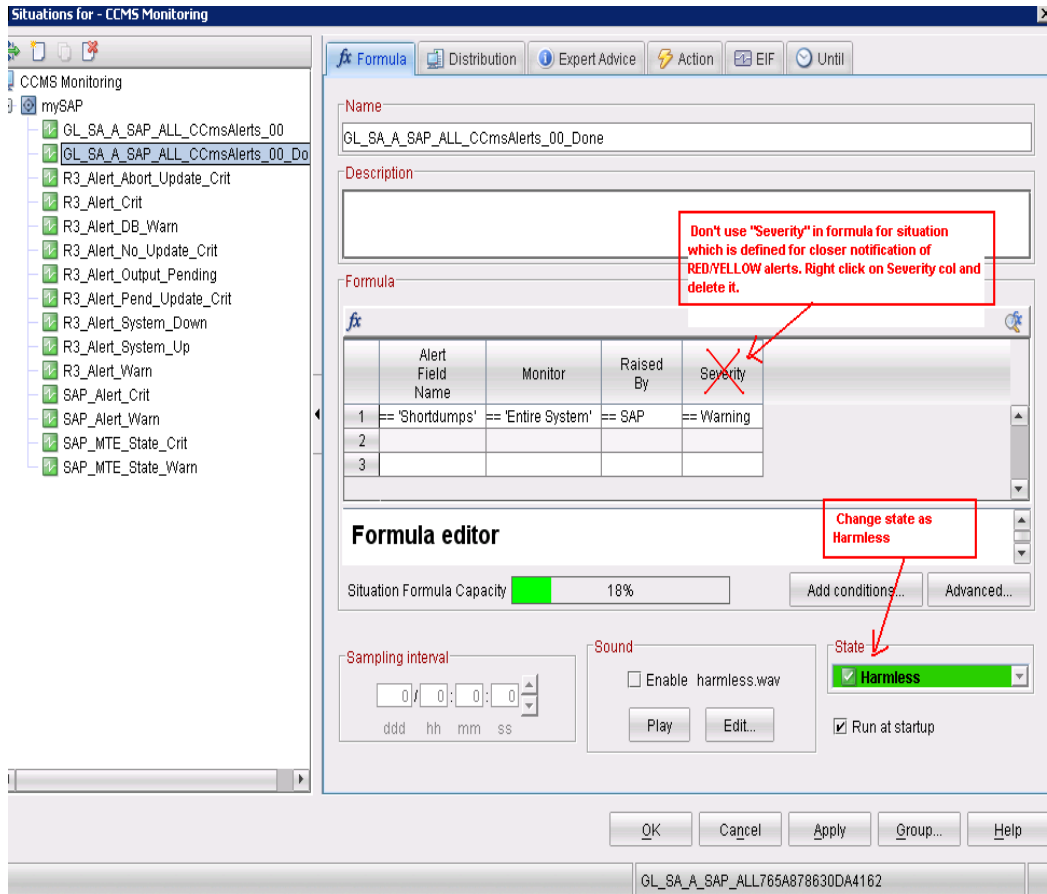 Situations for - CCMS Monitoring
CCMS Monitoring
mySAP
GL_SA_A_SAP_ALL_CCmsAlerts_00
GL_SA_A_SAP_ALL_CCmsAlerts_00_Do
R3_Alert_Abort_Update_Crit
R3_Alert_Crit
R3_Alert_DB_Warn
R3_Alert_No_Update_Crit
R3_Alert_Output_Pending
R3_Alert_Pend_Update_Crit
R3_Alert_System_Down
R3_Alert_System_Up
R3_Alert_Warn
SAP_Alert_Crit
SAP_Alert_Warn
SAP_MTE_State_Crit
SAP_MTE_State_Warn
fx Formula Distribution Expert Advice Action EIF Until
Name
GL_SA_A_SAP_ALL_CCmsAlerts_00_Done
Description
Don't use "Severity" in formula for situation
which is defined for closer notification of
RED/YELLOW alerts. Right click on Severity col and
delete it.
Formula
fx
Alert
Field
Name
Monitor
Raised
By
Severity
1 == 'Shortdumps' == 'Entire System' == SAP == Warning
2
3
Formula editor
Change state as
Harmless
Situation Formula Capacity 18% Add conditions... Advanced...
Sampling interval
0 / 0 : 0 : 0
ddd hh mm ss
Sound
Enable harmless.wav
Play Edit...
State
Harmless
Run at startup
OK Cancel Apply Group... Help
GL_SA_A_SAP_ALL765A878630DA4162